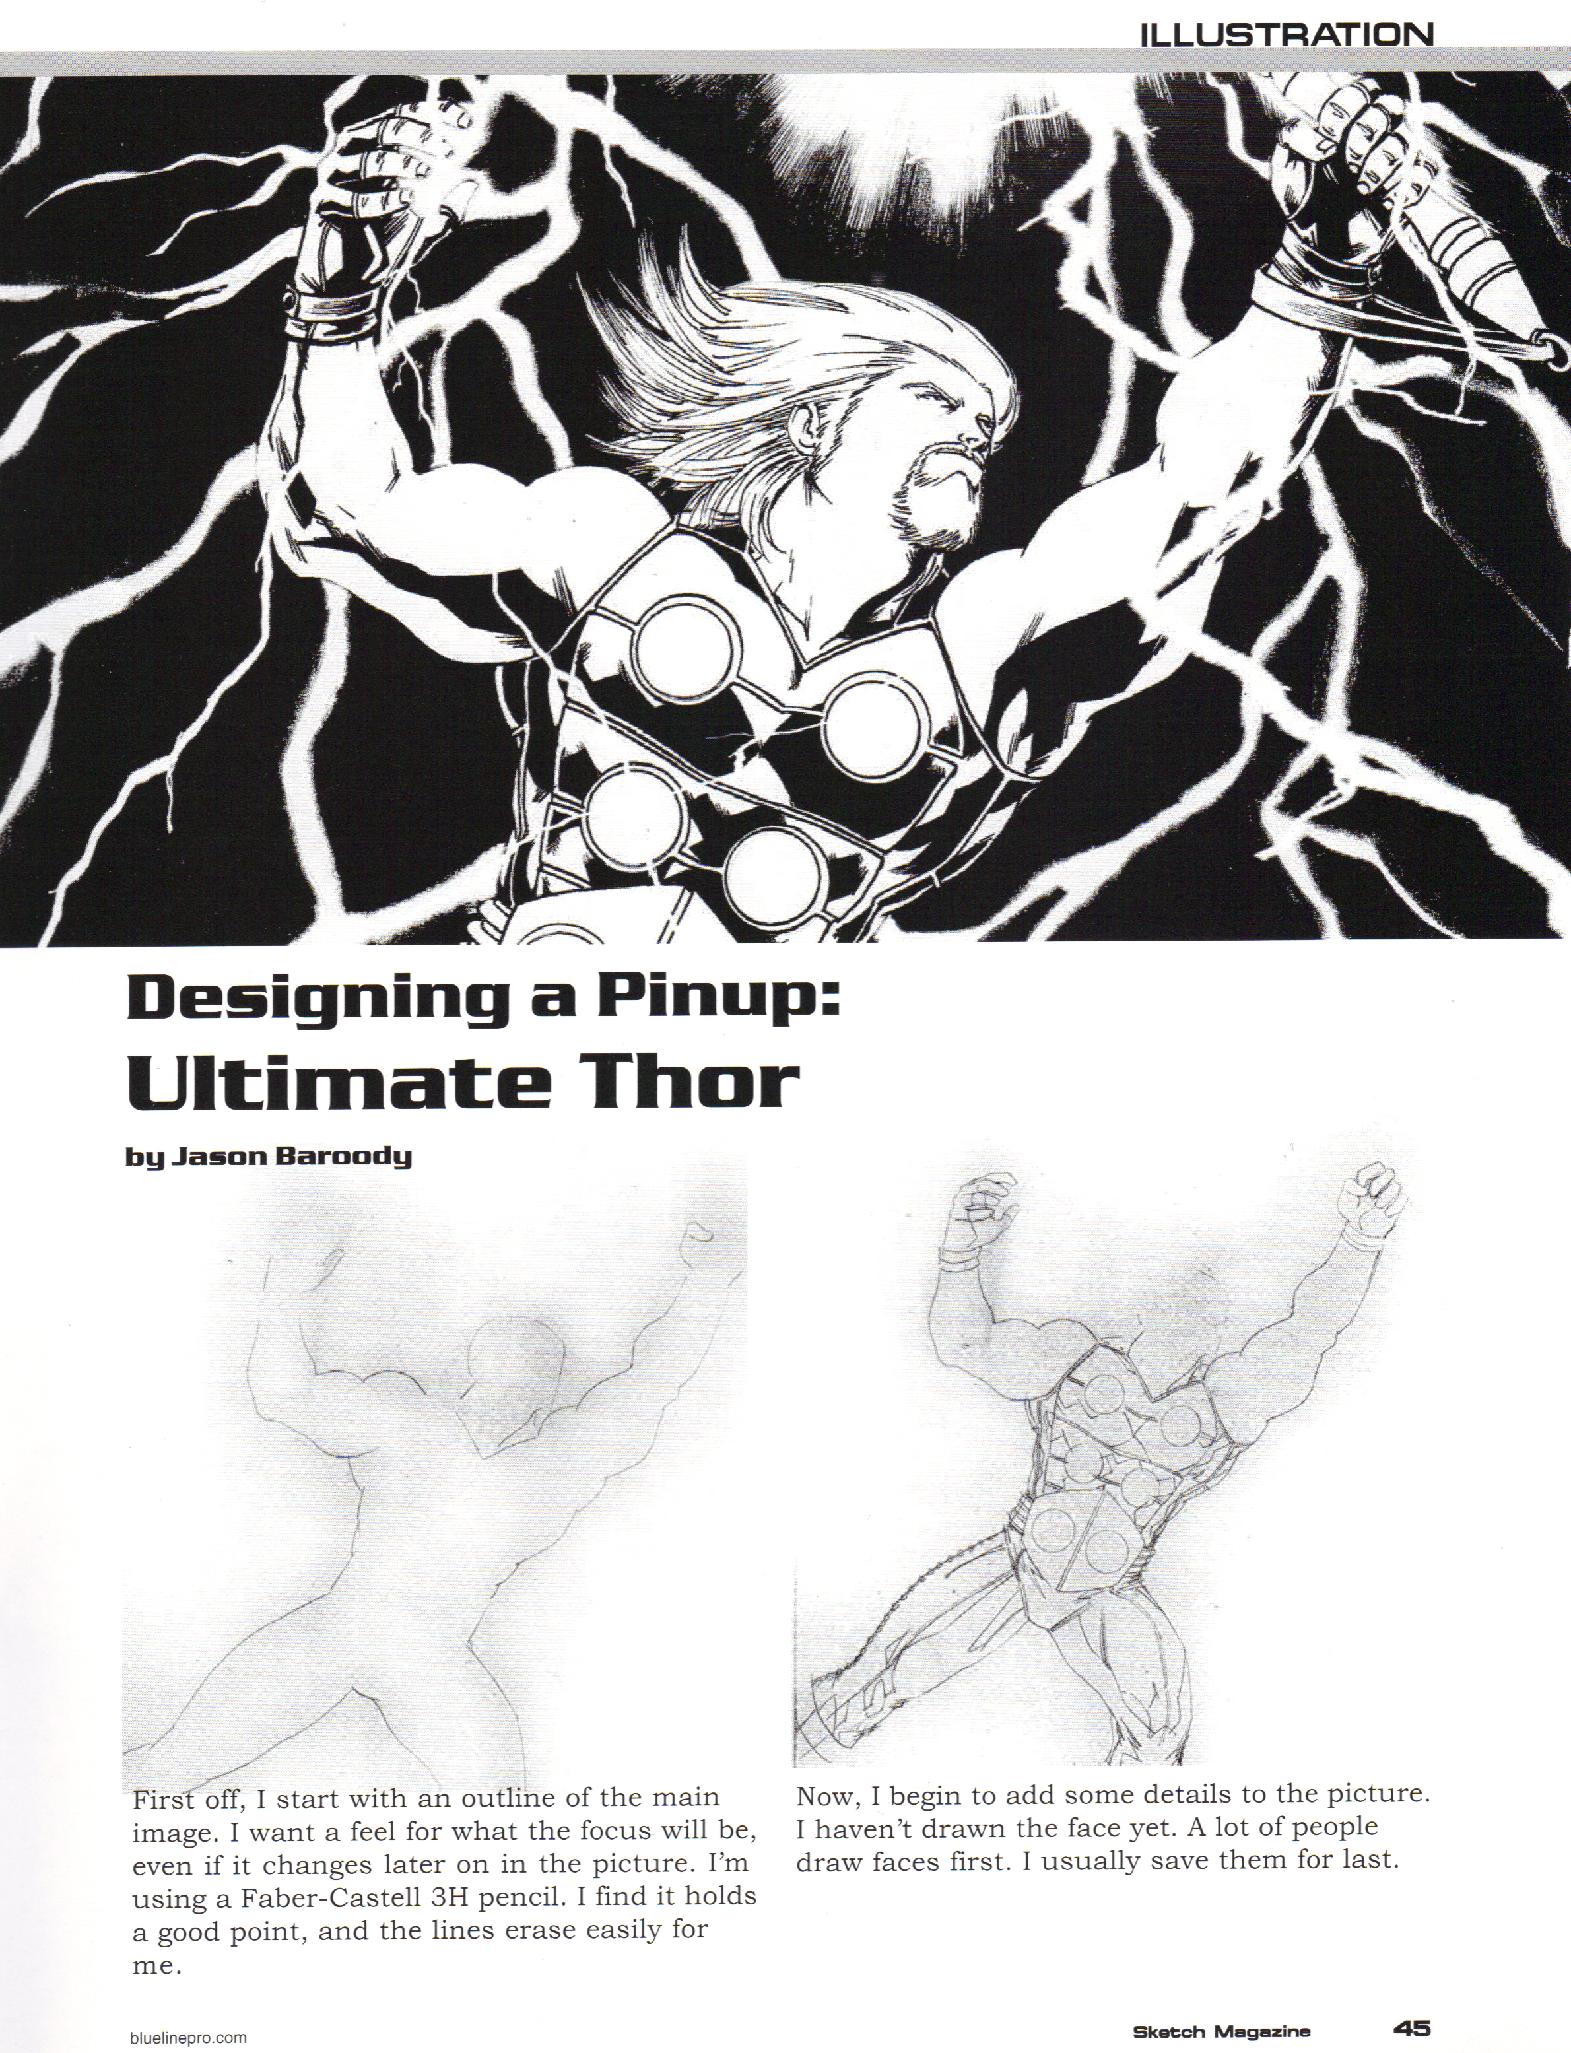 ILLUSTRATION
Designing a Pinup:
Ultimate Thor
by Jason Baroody
First off, I start with an outline of the main
image. I want a feel for what the focus will be,
even if it changes later on in the picture. I'm
using a Faber-Castell 3H pencil. I find it holds
a good point, and the lines erase easily for
me.
Now, I begin to add some details to the picture.
I haven't drawn the face yet. A lot of people
draw faces first. I usually save them for last.
bluelinepro.com
Sketch Magazine 45